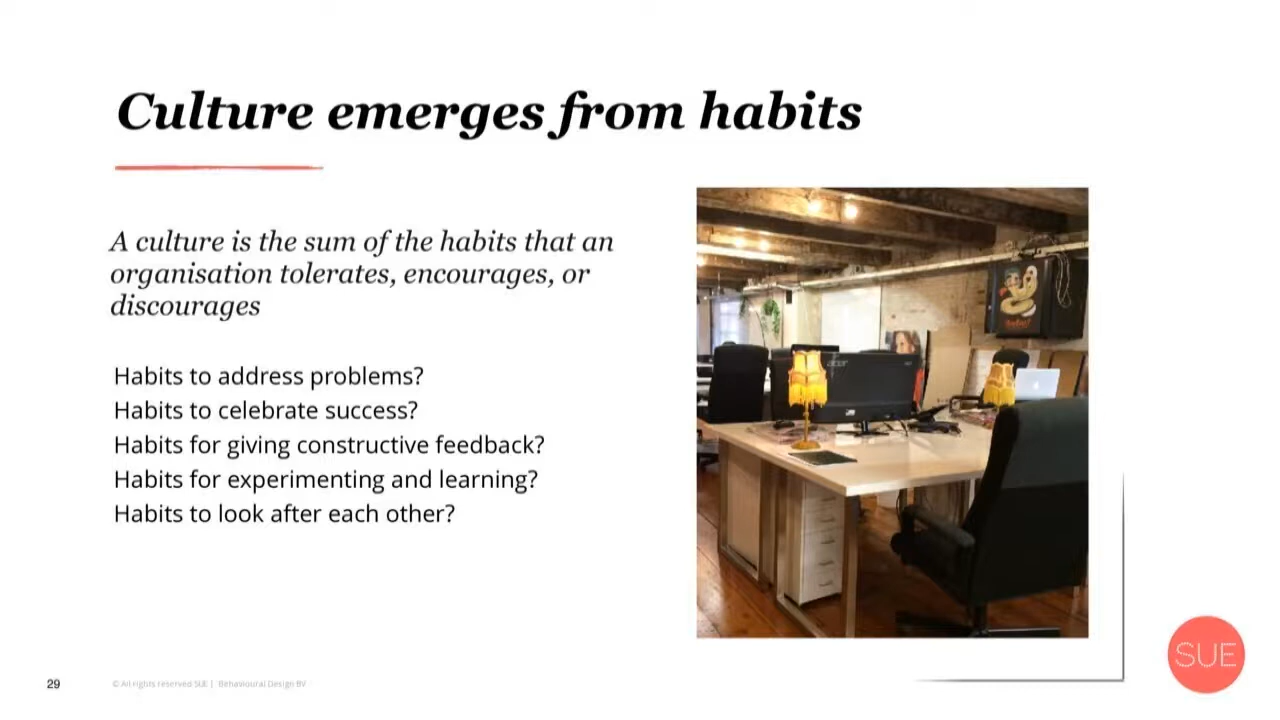 Culture emerges from habits
A culture is the sum of the habits that an
organisation tolerates, encourages, or
discourages
Habits to address problems?
Habits to celebrate success?
Habits for giving constructive feedback?
Habits for experimenting and learning?
Habits to look after each other?
acer
29
© All rights reserved SUE | Behavioural Design BV
SUE